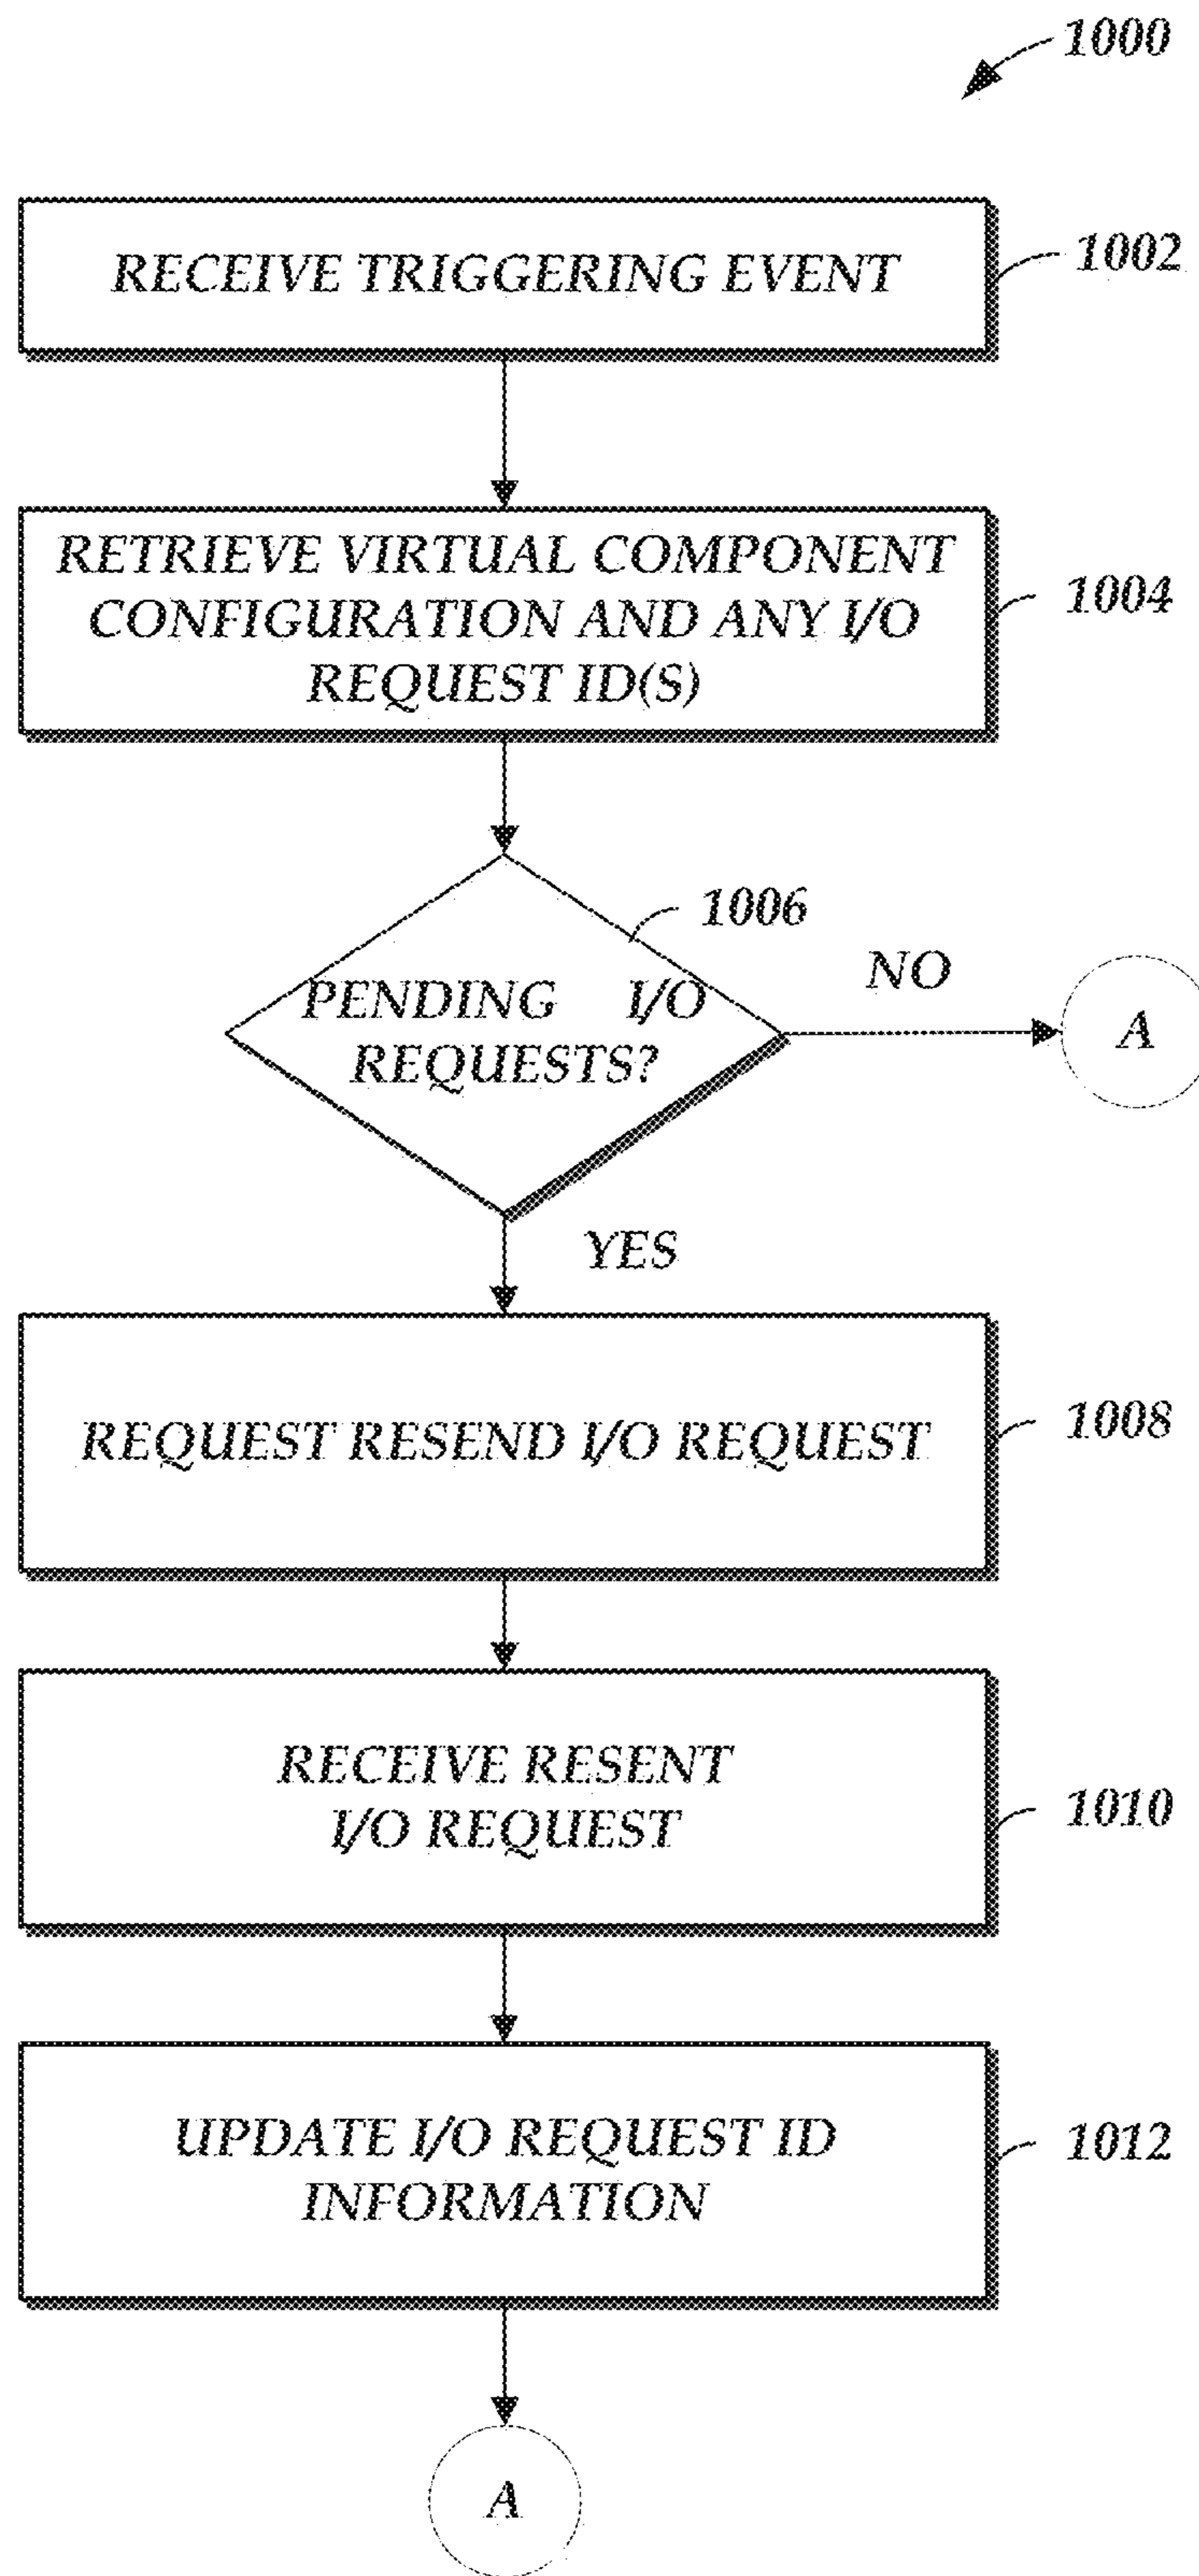 1000
RECEIVE TRIGGERING EVENT
1002
RETRIEVE VIRTUAL COMPONENT
CONFIGURATION AND ANY I/O
REQUEST ID(S)
1004
1006
PENDING I/O
REQUESTS?
NO
A
YES
REQUEST RESEND I/O REQUEST
1008
RECEIVE RESENT
I/O REQUEST
1010
UPDATE I/O REQUEST ID
INFORMATION
1012
A